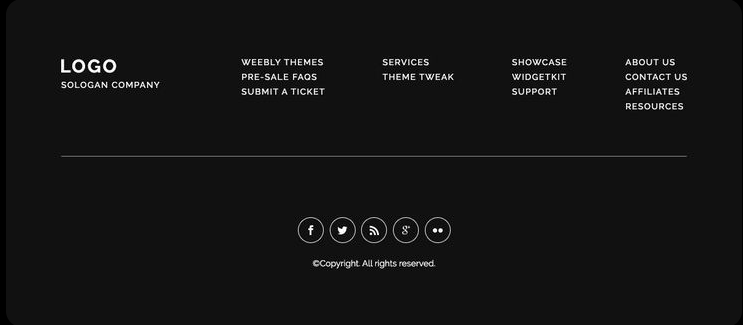 LOGO
SOLOGAN COMPANY
WEEBLY THEMES
PRE-SALE FAQS
SUBMIT A TICKET
SERVICES
THEME TWEAK
SHOWCASE
WIDGETKIT
SUPPORT
ABOUT US
CONTACT US
AFFILIATES
RESOURCES
©Copyright. All rights reserved.